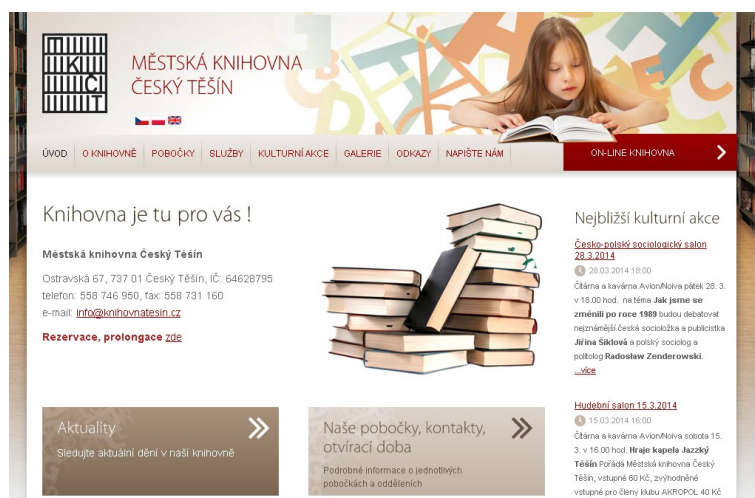 MĚSTSKÁ KNIHOVNA
ČESKÝ TĚŠÍN
ÚVOD
O KNIHOVNĚ
POBOČKY
SLUŽBY
KULTURNÍ AKCE
GALERIE
ODKAZY
NAPIŠTE NÁM
ON-LINE KNIHOVNA
Knihovna je tu pro vás !
Městská knihovna Český Těšín
Ostravská 67, 737 01 Český Těšín, IČ: 64628795
telefon: 558 746 950, fax: 558 731 160
e-mail: info@knihovnatesin.cz
Rezervace, prolongace zde
Aktuality
Sledujte aktuální dění v naší knihovně
Naše pobočky, kontakty,
otvírací doba
Podrobné informace o jednotlivých
pobočkách a odděleních
Nejbližší kulturní akce
Česko-polský sociologický salon
28.3.2014
28.03.2014 18:00
Čítárna a kavárna Avion/Noiva pátek 28. 3.
v 18.00 hod. na téma Jak jsme se
změnili po roce 1989 budou debatovat
nejznámější česká socioložka a publicistka
Jiřina Šiklová a polský sociolog a
politolog Radosław Zenderowski.
...více
Hudební salon 15.3.2014
15.03.2014 16:00
Čítárna a kavárna Avion/Noiva sobota 15.
3. v 16.00 hod. Hraje kapela Jazzký
Těšín Pořádá Městská knihovna Český
Těšín, vstupné 60 Kč, zvýhodněné
vstupné pro členy klubu AKROPOL 40 Kč